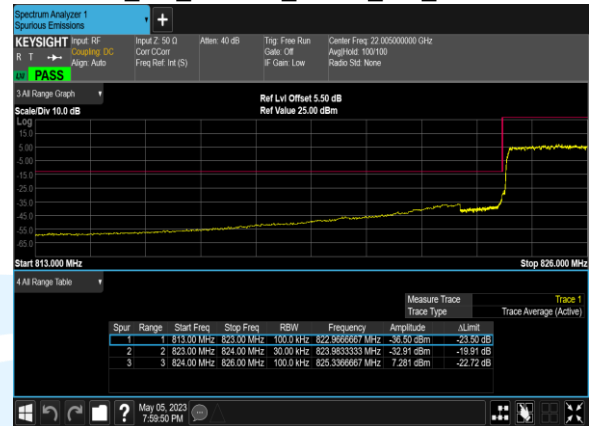 Spectrum Analyzer 1
Spurious Emissions
KEYSIGHT Input: RF Input Z: 50 Ω Atten: 40 dB Trig: Free Run Center Freq: 22.005000000 GHz
R T Coupling: DC Corr CCorr Gate: Off Avg|Hold: 100/100
Align: Auto Freq Ref: Int (S) IF Gain: Low Radio Std: None
PASS
3 All Range Graph
Ref Lvl Offset 5.50 dB
Scale/Div 10.0 dB Ref Value 25.00 dBm
Log
15.0
5.00
-5.00
-15.0
-25.0
-35.0
-45.0
-55.0
-65.0
Start 813.000 MHz Stop 826.000 MHz
4 All Range Table
Measure Trace Trace 1
Trace Type Trace Average (Active)
Spur Range Start Freq Stop Freq RBW Frequency Amplitude ΔLimit
1 1 813.00 MHz 823.00 MHz 100.0 kHz 822.9666667 MHz -36.50 dBm -23.50 dB
2 2 823.00 MHz 824.00 MHz 30.00 kHz 823.9833333 MHz -32.91 dBm -19.91 dB
3 3 824.00 MHz 826.00 MHz 100.0 kHz 825.3366667 MHz 7.281 dBm -22.72 dB
May 05, 2023
7:59:50 PM